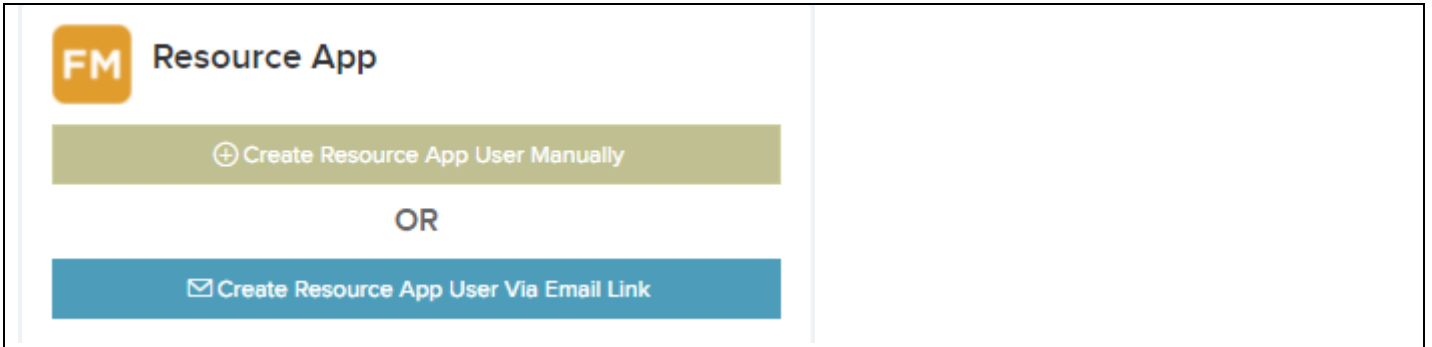 FM Resource App
Create Resource App User Manually
OR
Create Resource App User Via Email Link